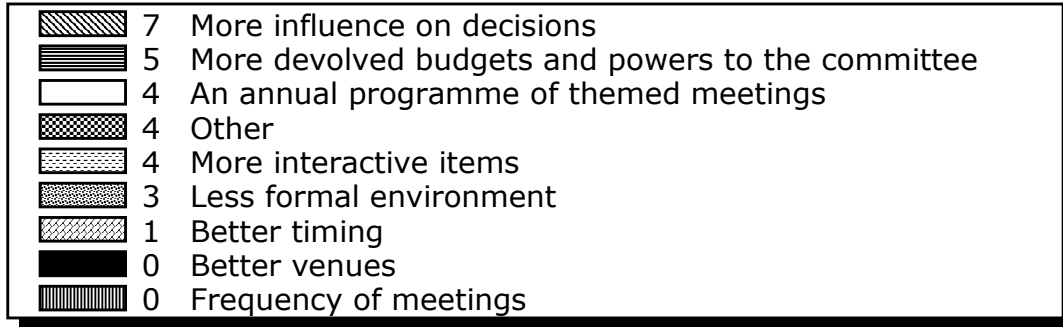 7 More influence on decisions
5 More devolved budgets and powers to the committee
4 An annual programme of themed meetings
4 Other
4 More interactive items
3 Less formal environment
1 Better timing
0 Better venues
0 Frequency of meetings